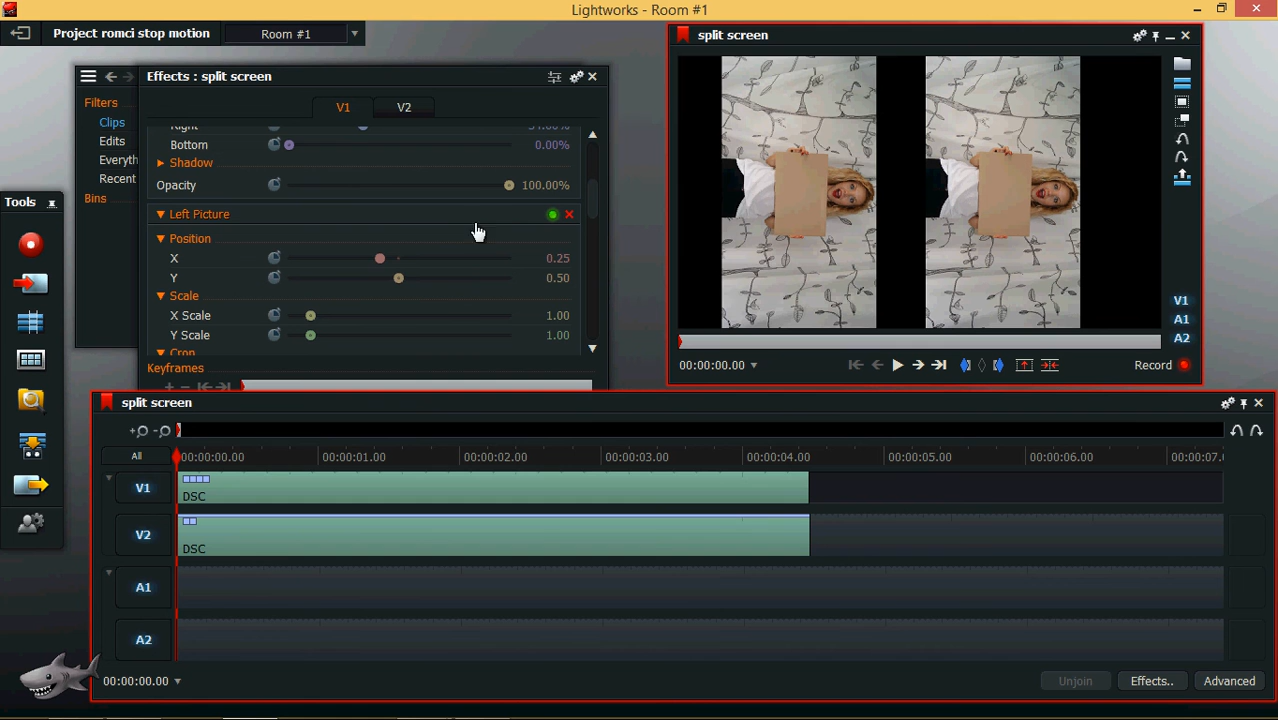 Lightworks - Room #1
Project romci stop motion
Room #1
split screen
Effects : split screen
V1
V2
Filters
Clips
Edits
Everyth
Recent
Bins
Right
Bottom
0.00%
Shadow
Opacity
100.00%
Left Picture
Position
X
0.25
Y
0.50
Scale
X Scale
1.00
Y Scale
1.00
Crop
Keyframes
Tools
V1
A1
A2
00:00:00.00
Record
split screen
All
00:00:00.00
00:00:01.00
00:00:02.00
00:00:03.00
00:00:04.00
00:00:05.00
00:00:06.00
00:00:07.
V1
DSC
V2
DSC
A1
A2
00:00:00.00
Unjoin
Effects..
Advanced